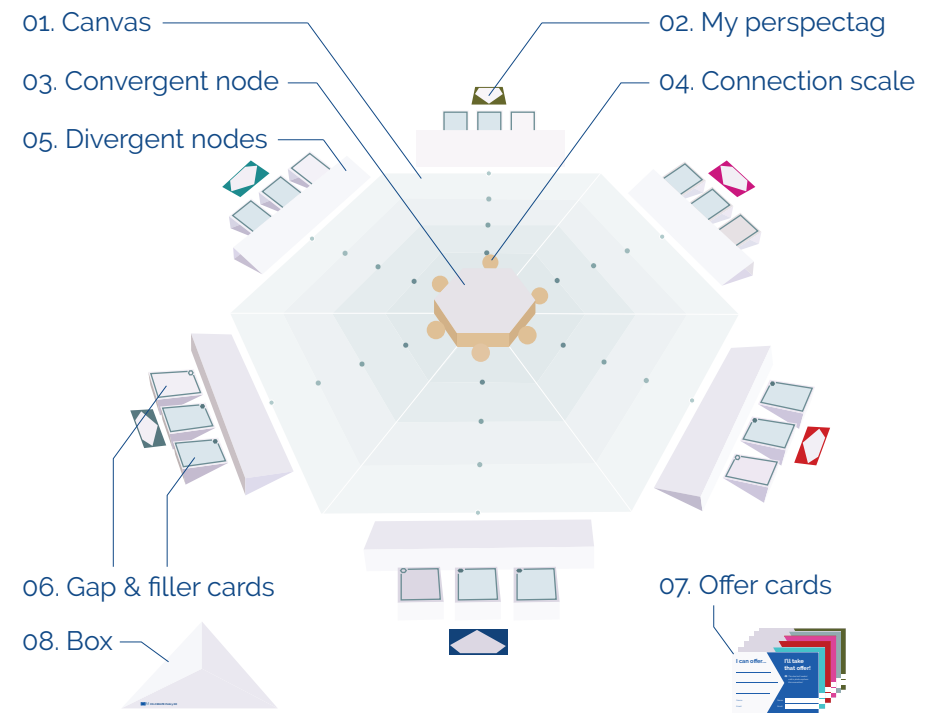 01. Canvas
02. My perspectag
03. Convergent node
04. Connection scale
05. Divergent nodes
06. Gap & filler cards
07. Offer cards
08. Box
I can offer...
I'll take
that offer!